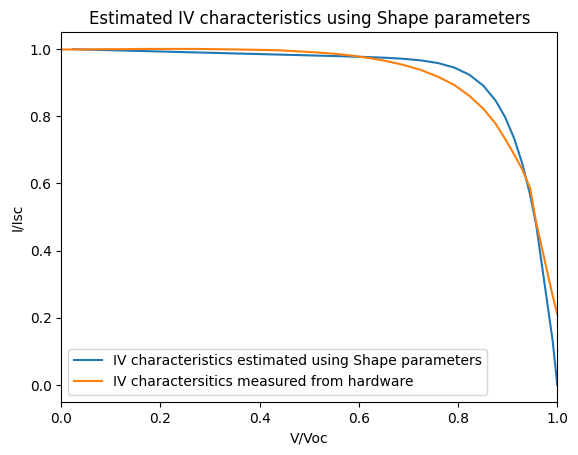 Estimated IV characteristics using Shape parameters
1.0
0.8
0.6
0.4
0.2
0.0
I/Isc
IV characteristics estimated using Shape parameters
IV charactersitics measured from hardware
0.0 0.2 0.4 0.6 0.8 1.0
V/Voc